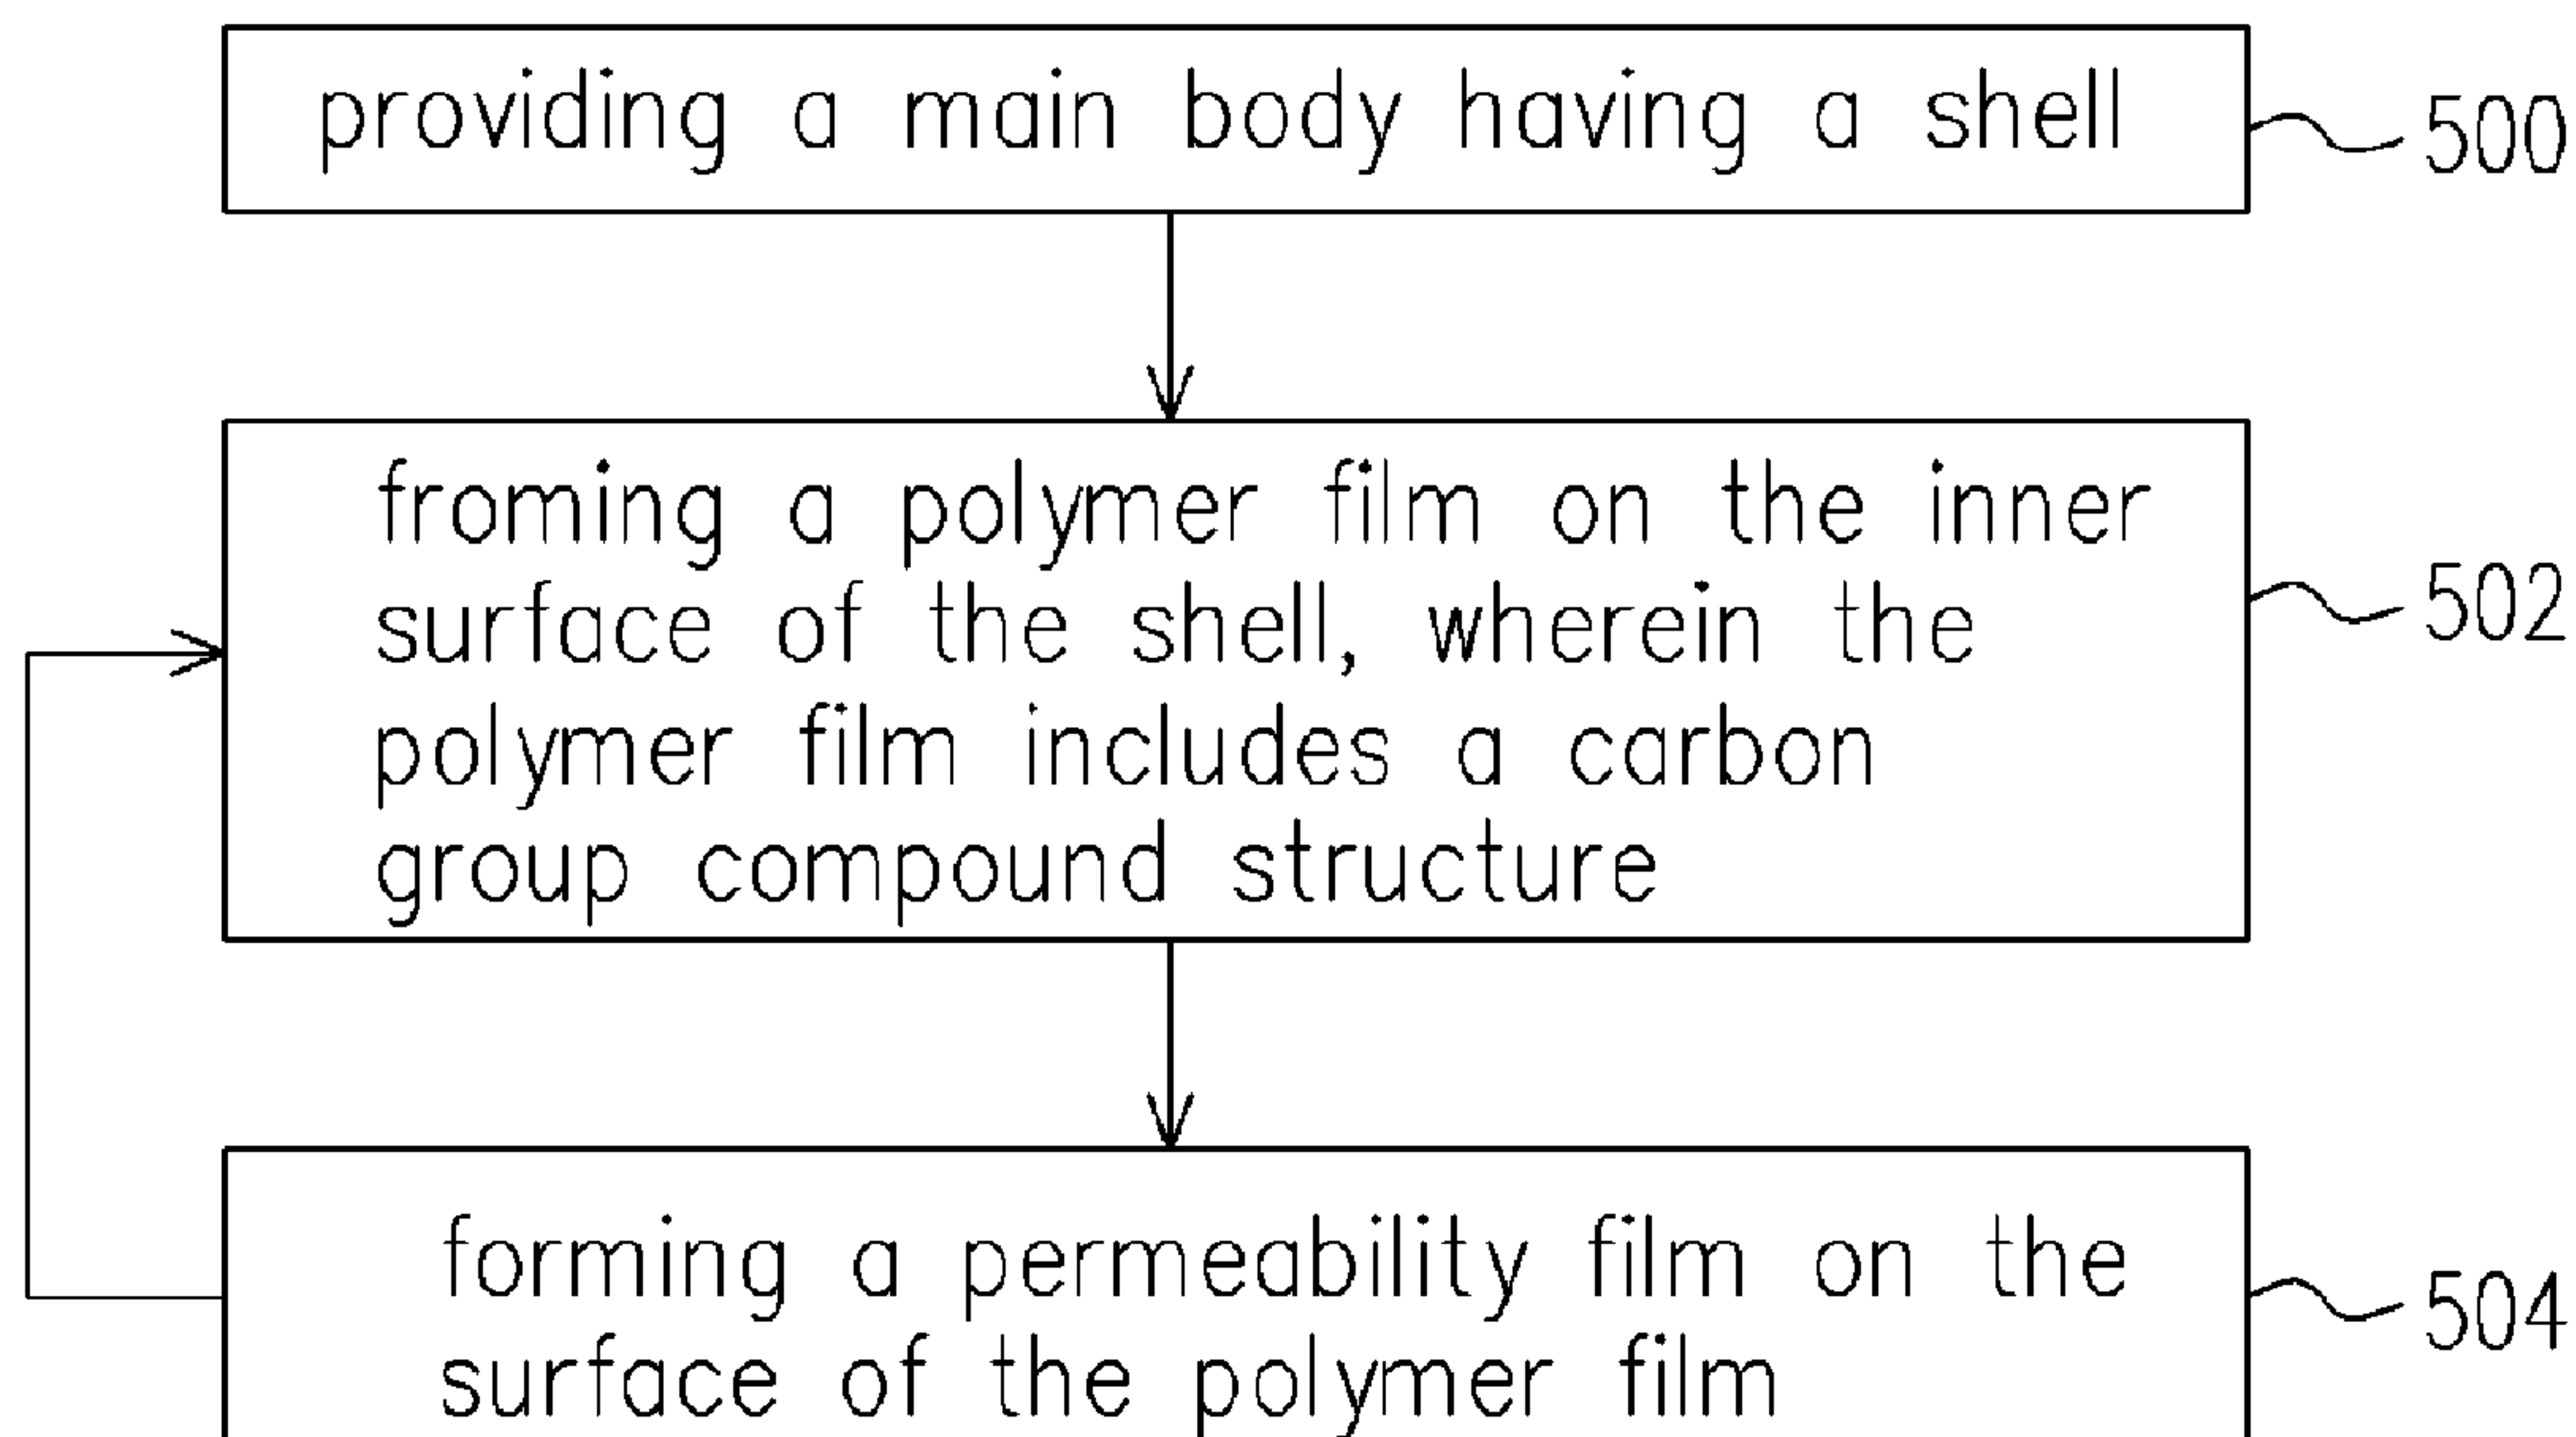 providing a main body having a shell
500
froming a polymer film on the inner
surface of the shell, wherein the
polymer film includes a carbon
group compound structure
502
forming a permeability film on the
surface of the polymer film
504